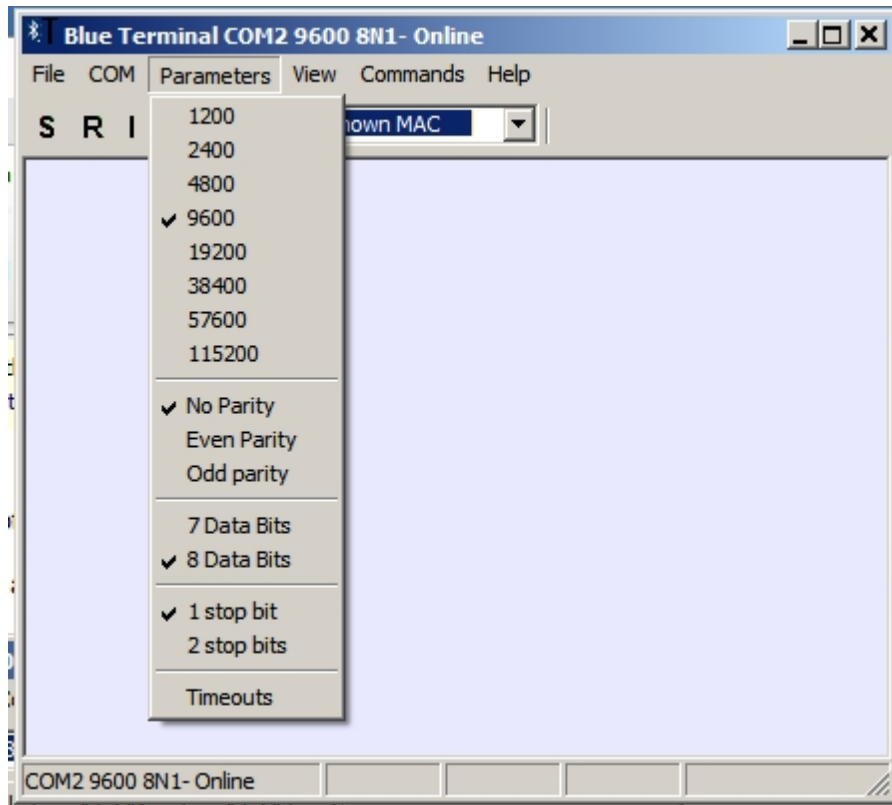 Blue Terminal COM2 9600 8N1- Online
File COM Parameters View Commands Help
S R I
MAC
1200
2400
4800
9600
19200
38400
57600
115200
No Parity
Even Parity
Odd parity
7 Data Bits
8 Data Bits
1 stop bit
2 stop bits
Timeouts
COM2 9600 8N1- Online